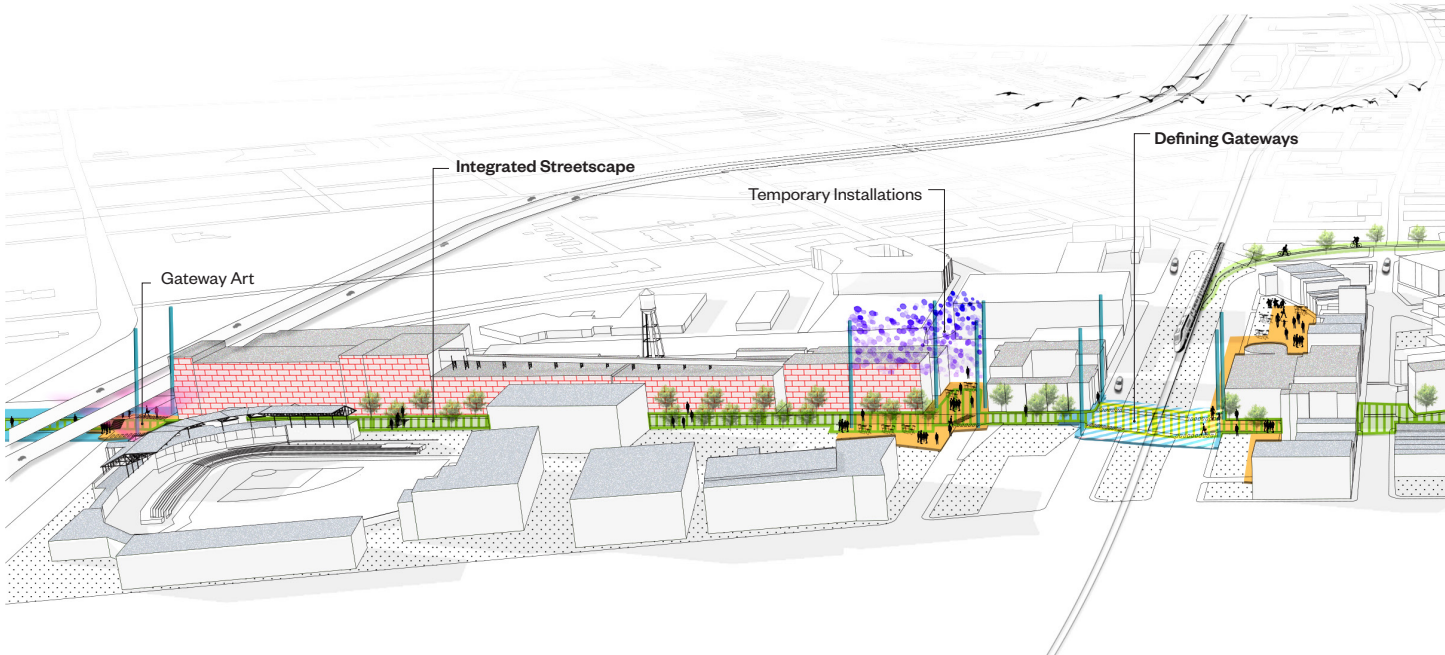 Defining Gateways
Integrated Streetscape
Temporary Installations
Gateway Art